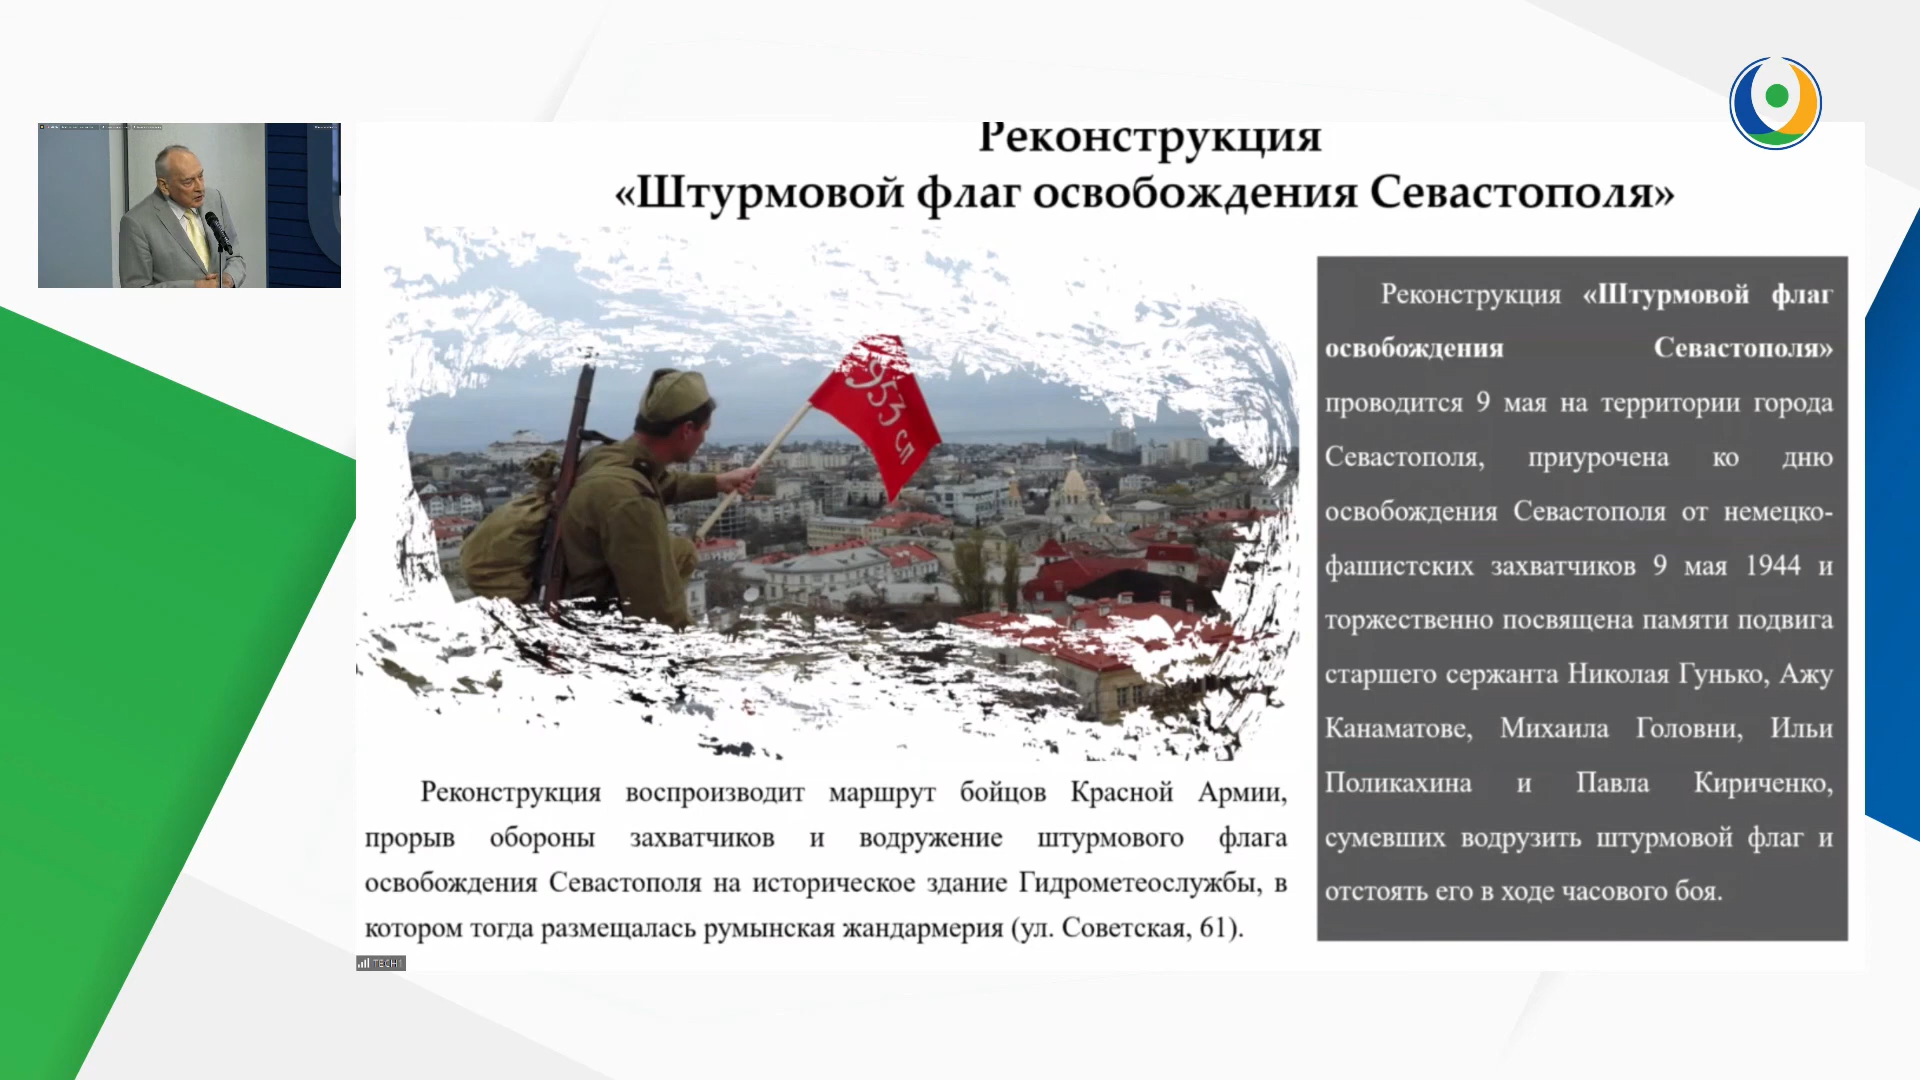 Реконструкция
«Штурмовой флаг освобождения Севастополя»
953 сп
Реконструкция «Штурмовой флаг
освобождения Севастополя»
проводится 9 мая на территории города
Севастополя, приурочена ко дню
освобождения Севастополя от немецко-
фашистских захватчиков 9 мая 1944 и
торжественно посвящена памяти подвига
старшего сержанта Николая Гунько, Ажу
Канаматове, Михаила Головни, Ильи
Поликахина и Павла Кириченко,
сумевших водрузить штурмовой флаг и
отстоять его в ходе часового боя.
Реконструкция воспроизводит маршрут бойцов Красной Армии,
прорыв обороны захватчиков и водружение штурмового флага
освобождения Севастополя на историческое здание Гидрометеослужбы, в
котором тогда размещалась румынская жандармерия (ул. Советская, 61).
TECH1